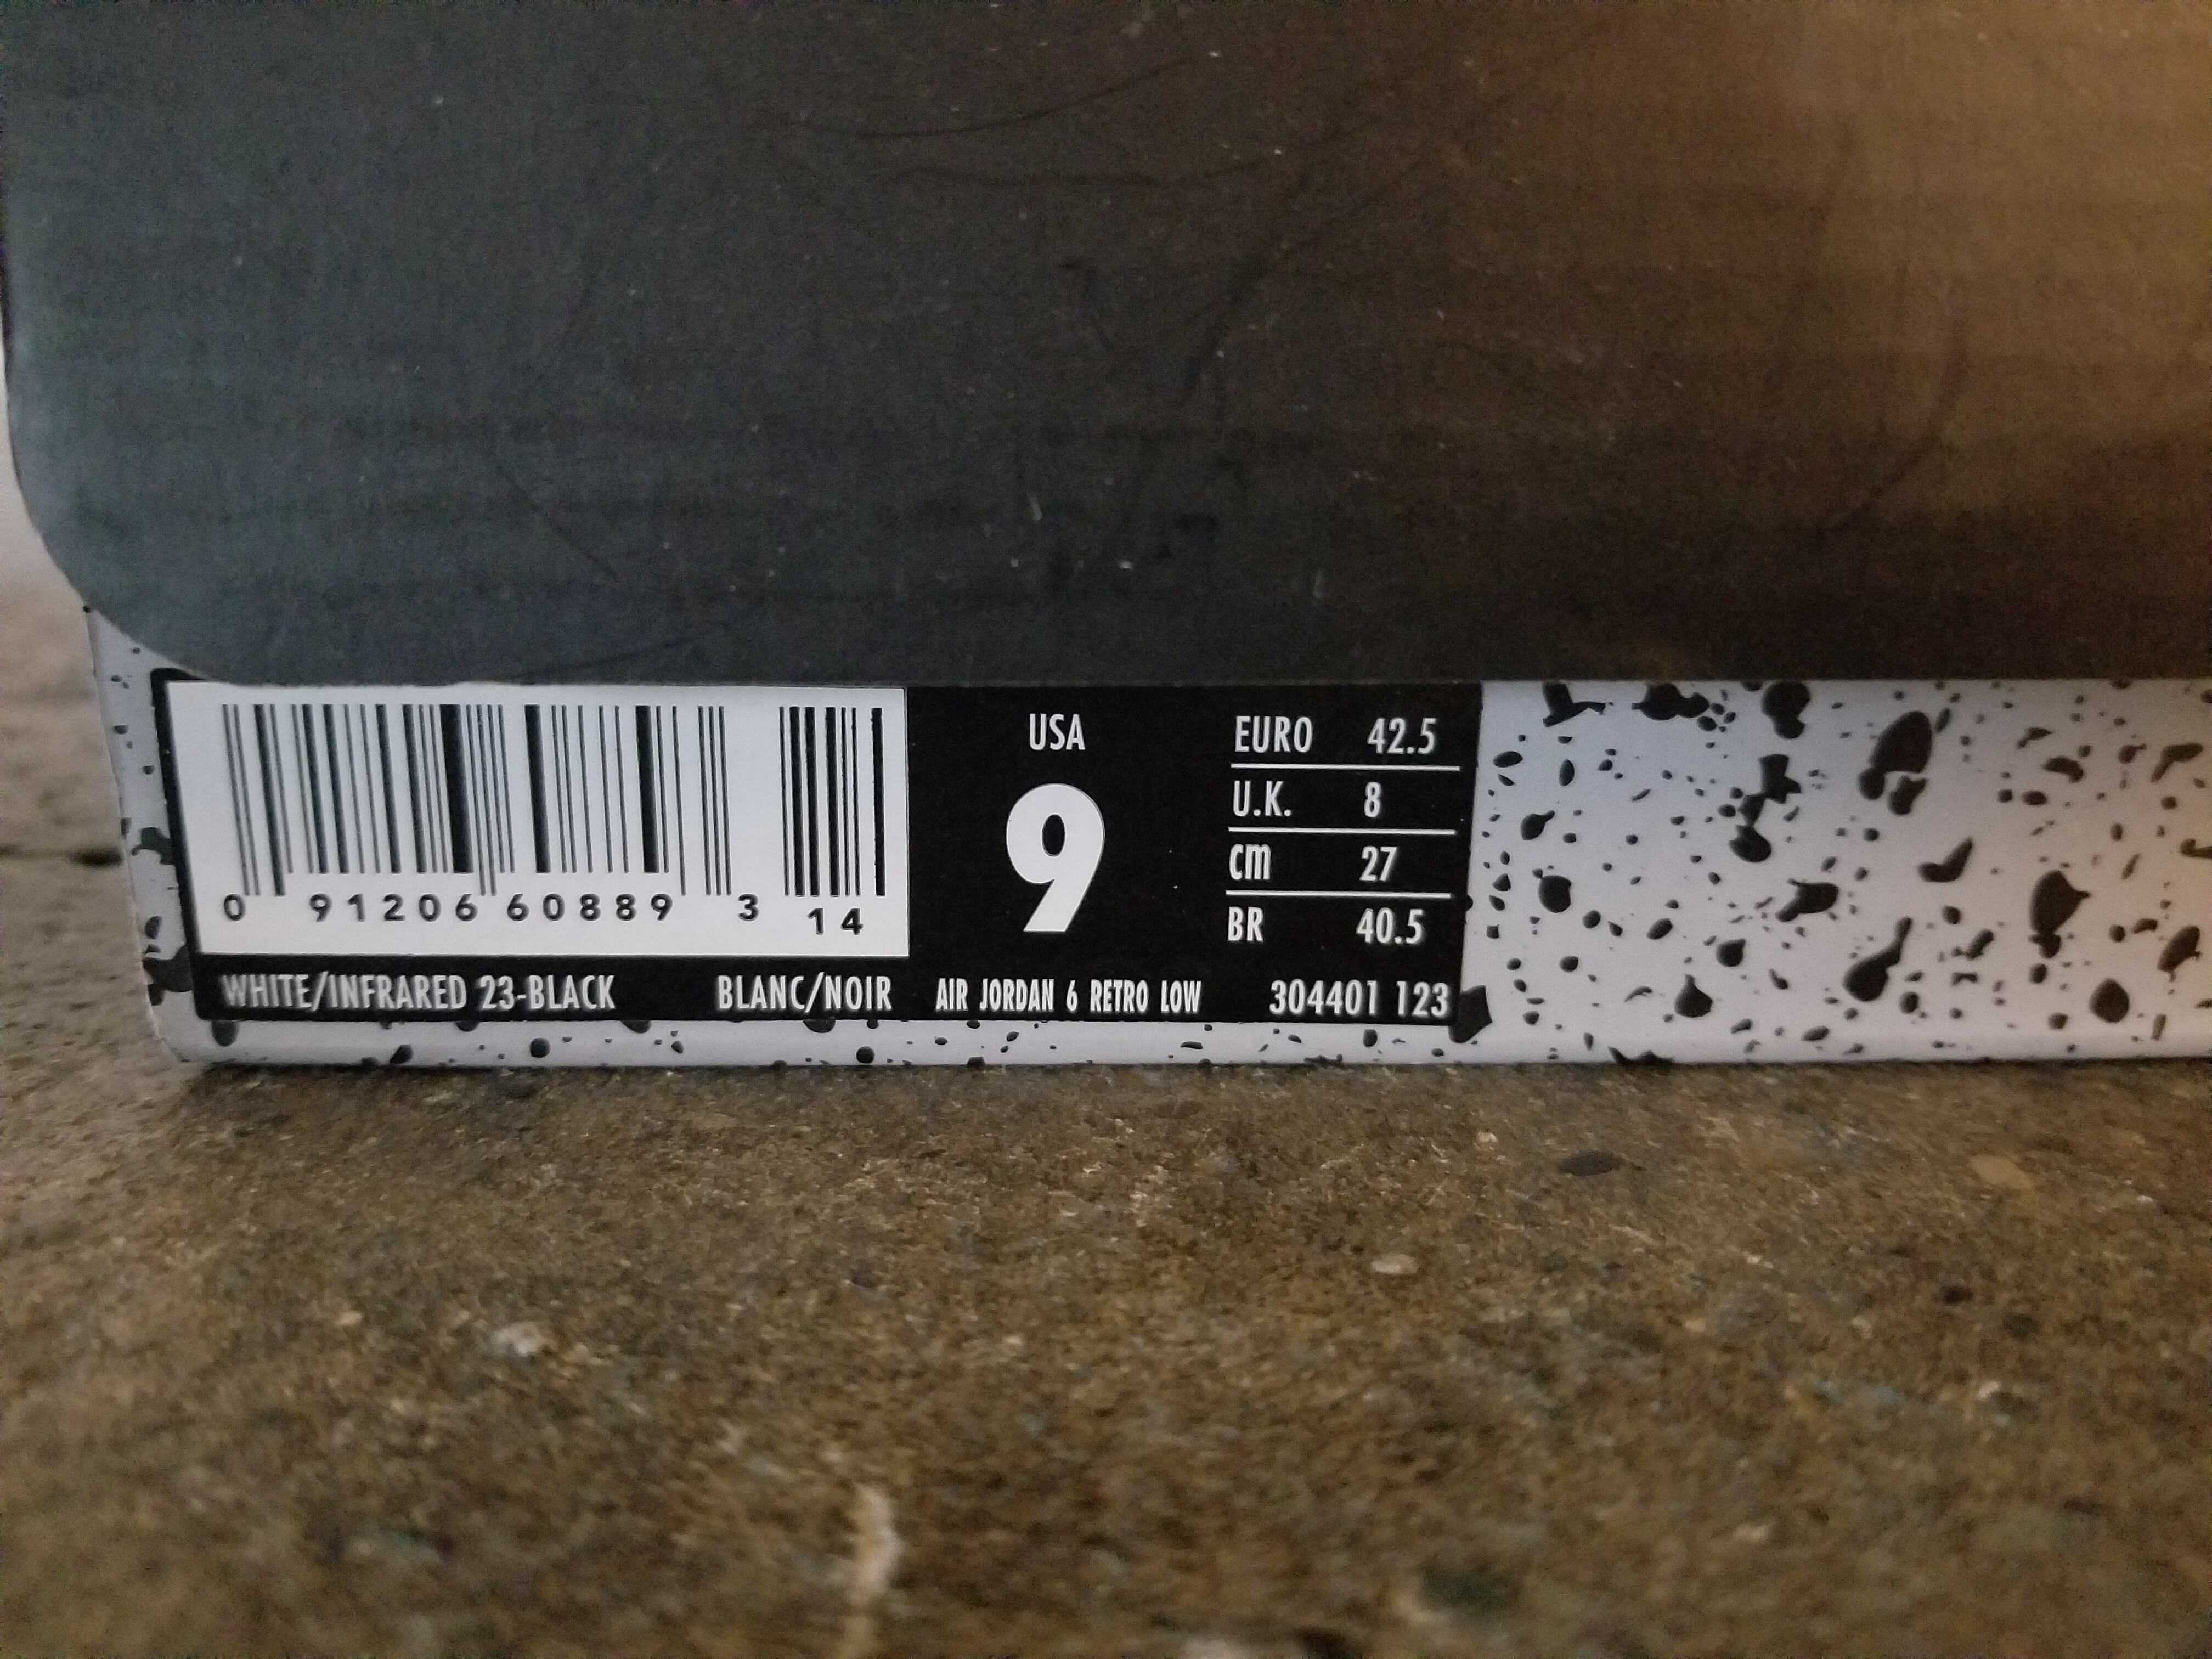 0 91206 60889 3 14
USA
9
EURO 42.5
U.K. 8
cm 27
BR 40.5
WHITE/INFRARED 23-BLACK BLANC/NOIR AIR JORDAN 6 RETRO LOW 304401 123